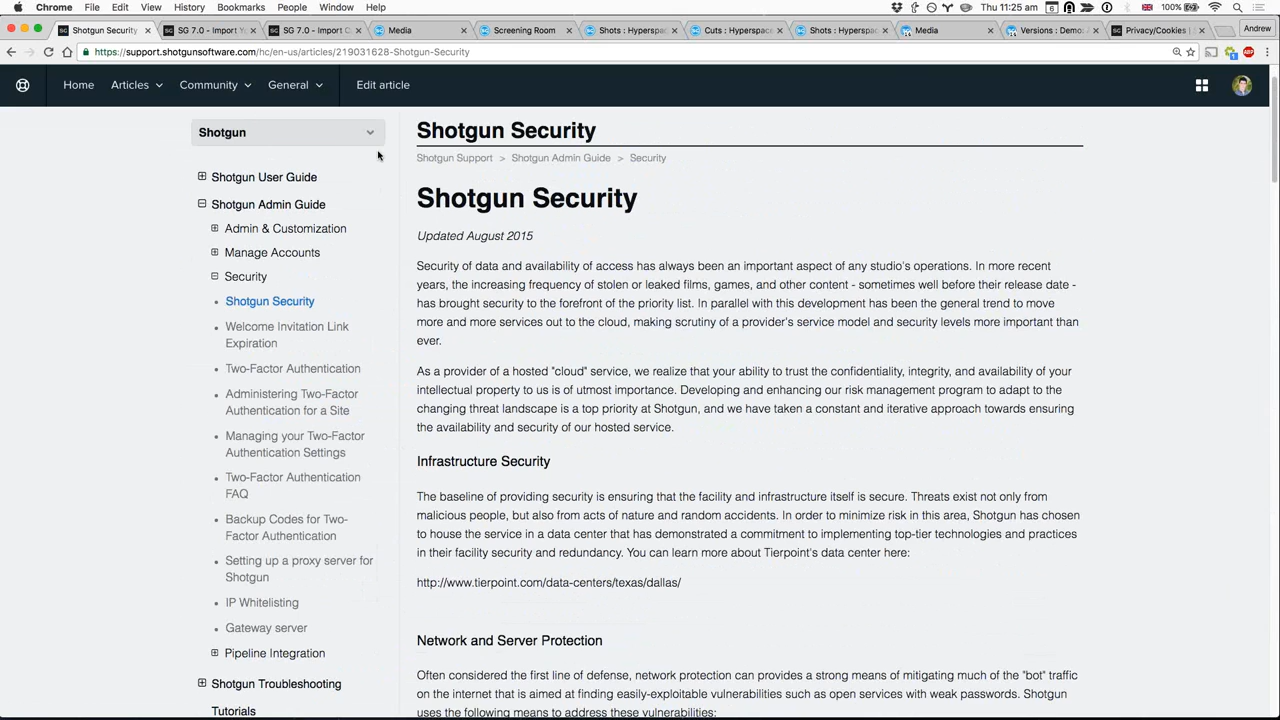 Chrome File Edit View History Bookmarks People Window Help
6 1 100% Thu 11:25 am
Shotgun Security
SG 7.0 - Import Y
SG 7.0 - Import C
Media
Screening Room
Shots : Hyperspac
Cuts : Hyperspace
Shots : Hyperspac
Media
Versions : Demo:
Privacy/Cookies |
Andrew
https://support.shotgunsoftware.com/hc/en-us/articles/219031628-Shotgun-Security
ABP
Home Articles Community General Edit article
Shotgun
Shotgun User Guide
Shotgun Admin Guide
Admin & Customization
Manage Accounts
Security
Shotgun Security
Welcome Invitation Link
Expiration
Two-Factor Authentication
Administering Two-Factor
Authentication for a Site
Managing your Two-Factor
Authentication Settings
Two-Factor Authentication
FAQ
Backup Codes for Two-
Factor Authentication
Setting up a proxy server for
Shotgun
IP Whitelisting
Gateway server
Pipeline Integration
Shotgun Troubleshooting
Tutorials
Shotgun Security
Shotgun Support > Shotgun Admin Guide > Security
Shotgun Security
Updated August 2015
Security of data and availability of access has always been an important aspect of any studio's operations. In more recent
years, the increasing frequency of stolen or leaked films, games, and other content - sometimes well before their release date -
has brought security to the forefront of the priority list. In parallel with this development has been the general trend to move
more and more services out to the cloud, making scrutiny of a provider's service model and security levels more important than
ever.
As a provider of a hosted "cloud" service, we realize that your ability to trust the confidentiality, integrity, and availability of your
intellectual property to us is of utmost importance. Developing and enhancing our risk management program to adapt to the
changing threat landscape is a top priority at Shotgun, and we have taken a constant and iterative approach towards ensuring
the availability and security of our hosted service.
Infrastructure Security
The baseline of providing security is ensuring that the facility and infrastructure itself is secure. Threats exist not only from
malicious people, but also from acts of nature and random accidents. In order to minimize risk in this area, Shotgun has chosen
to house the service in a data center that has demonstrated a commitment to implementing top-tier technologies and practices
in their facility security and redundancy. You can learn more about Tierpoint's data center here:
http://www.tierpoint.com/data-centers/texas/dallas/
Network and Server Protection
Often considered the first line of defense, network protection can provides a strong means of mitigating much of the "bot" traffic
on the internet that is aimed at finding easily-exploitable vulnerabilities such as open services with weak passwords. Shotgun
uses the following means to address these vulnerabilities: